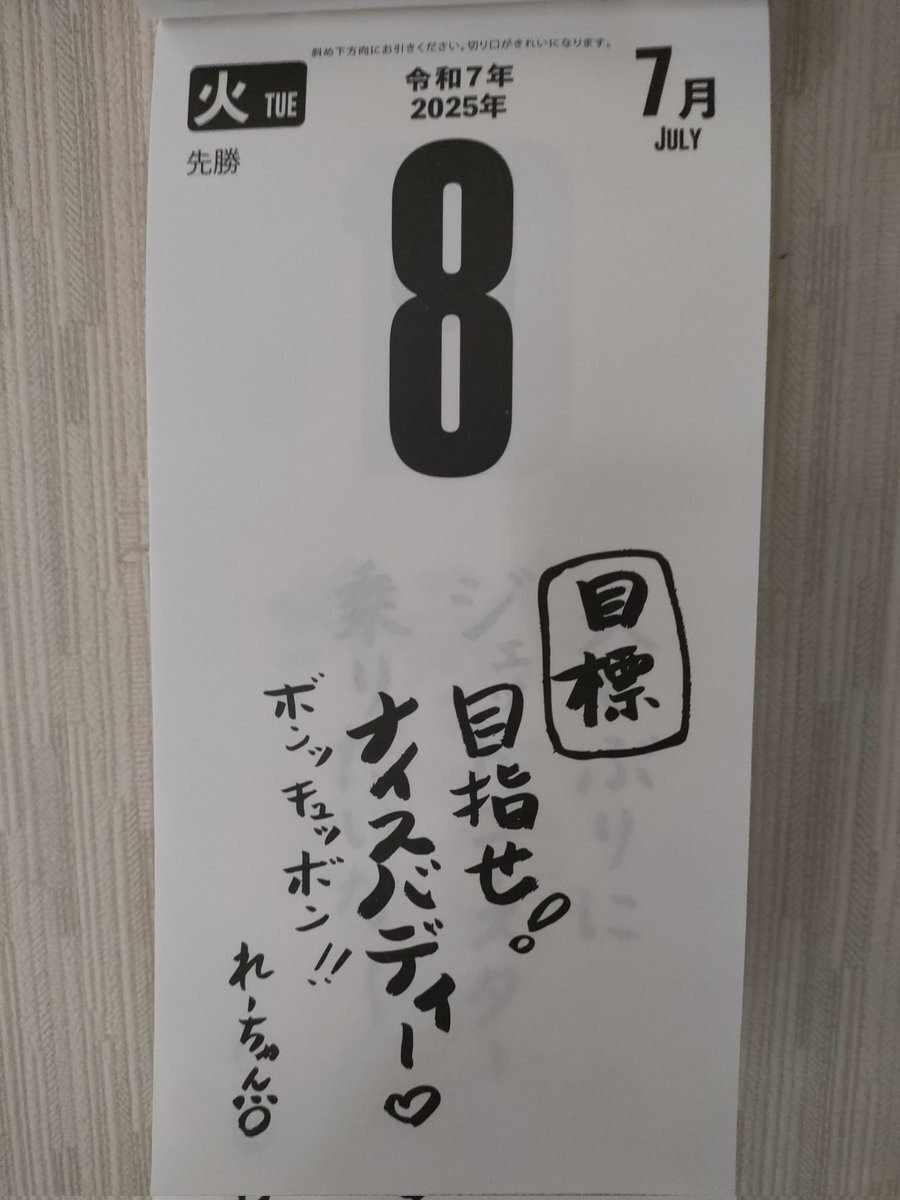 斜め下方向にお引きください。切り口がきれいになります。
火 TUE
令和7年
2025年
7月
JULY
先勝
8
目標
目指せ!
ナイスバディー♡
ボンッキュッボン!!
れーちゃん